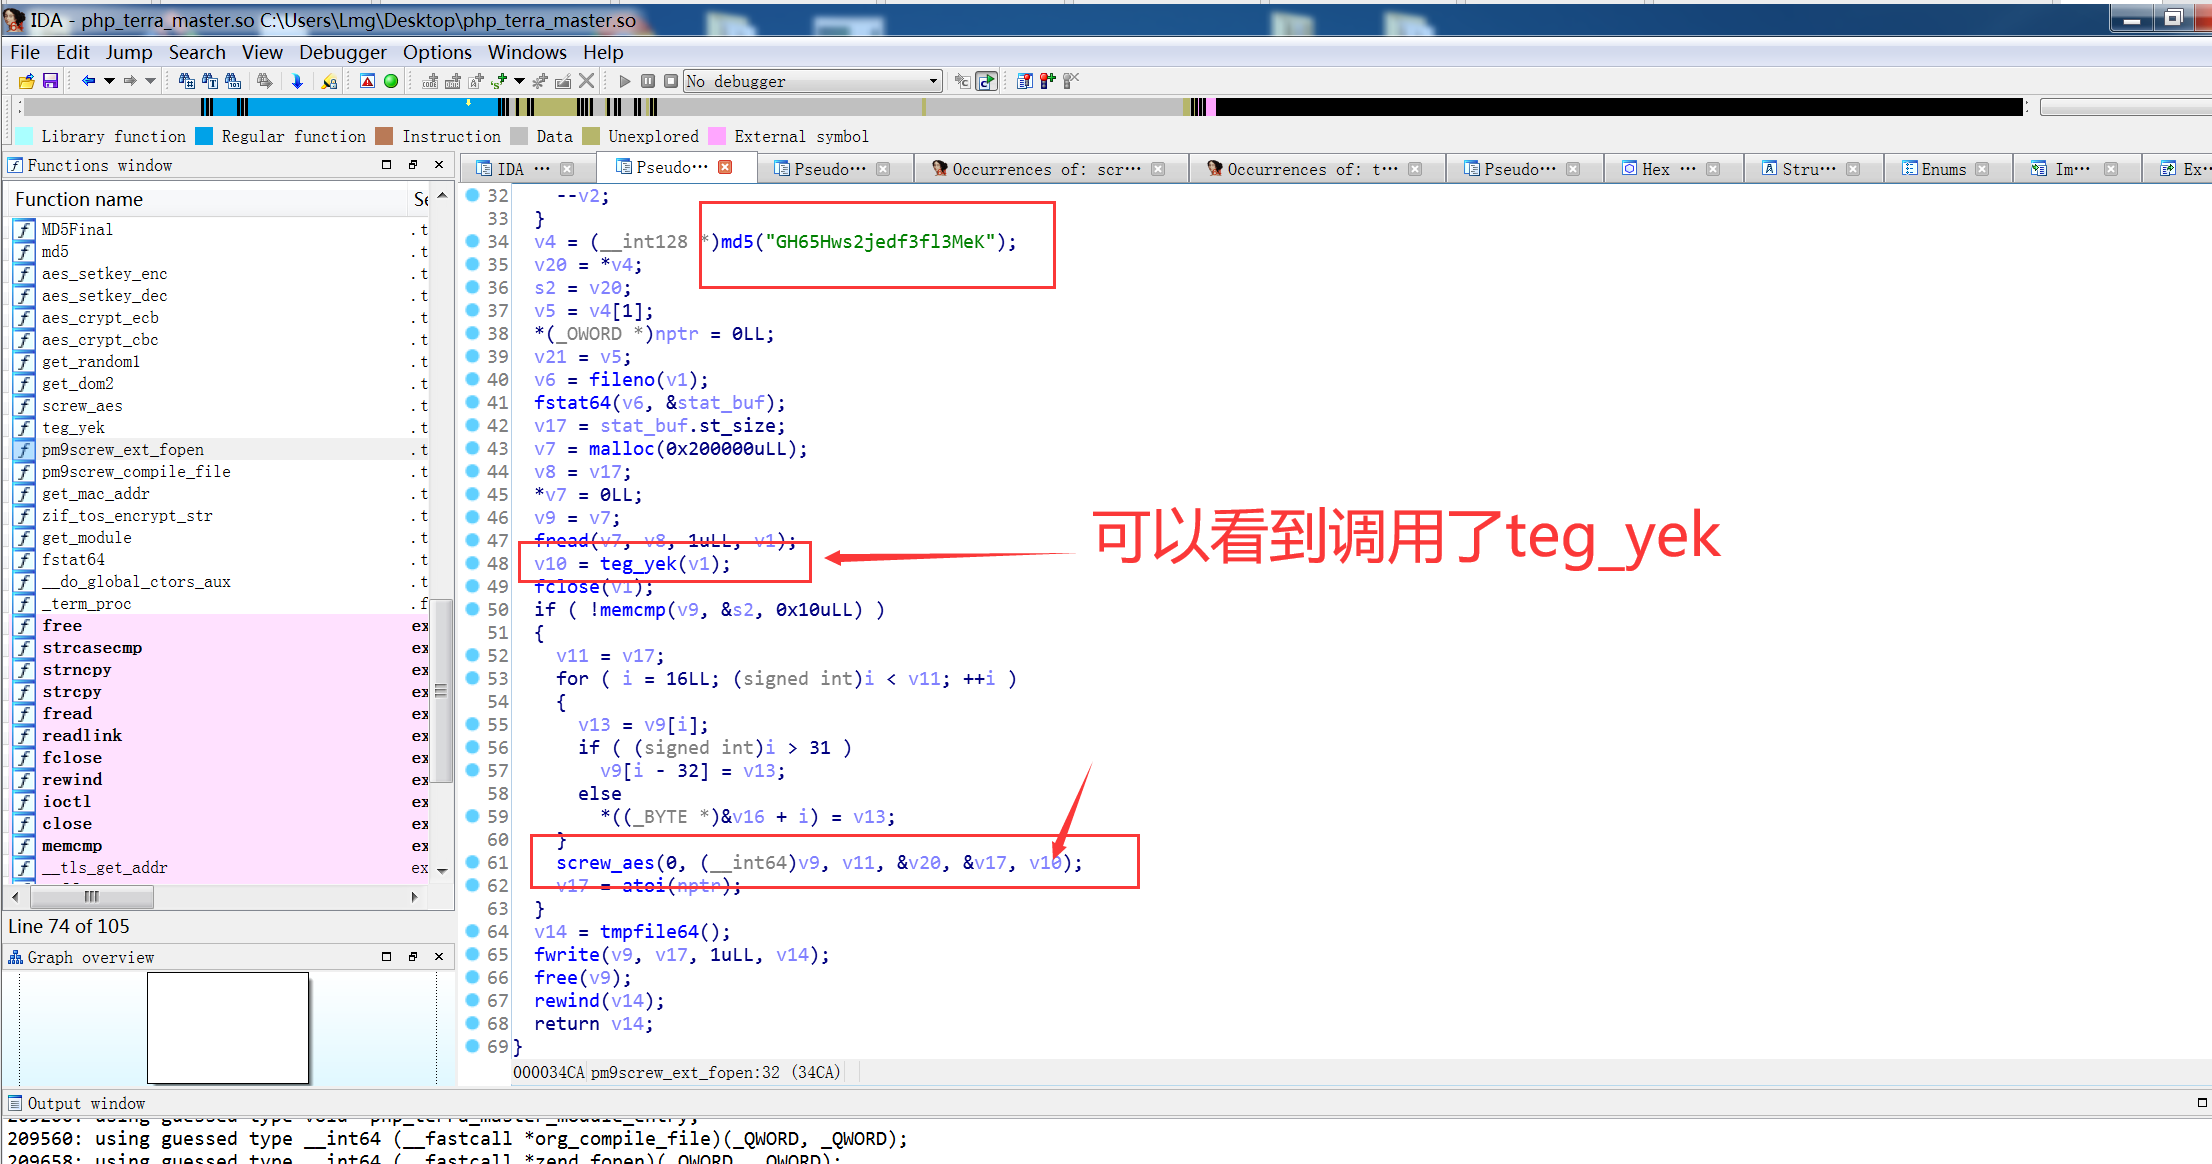 IDA - php_terra_master.so C:\Users\Lmg\Desktop\php_terra_master.so
File Edit Jump Search View Debugger Options Windows Help
No debugger
Library function Regular function Instruction Data Unexplored External symbol
Functions window
IDA ···
Pseudo···
Pseudo···
Occurrences of: scr···
Occurrences of: t···
Pseudo···
Hex ···
Stru···
Enums
Im···
Ex··
Function name
MD5Final .t
md5 .t
aes_setkey_enc .t
aes_setkey_dec .t
aes_crypt_ecb .t
aes_crypt_cbc .t
get_random1 .t
get_dom2 .t
screw_aes .t
teg_yek .t
pm9screw_ext_fopen .t
pm9screw_compile_file .t
get_mac_addr .t
zif_tos_encrypt_str .t
get_module .t
fstat64 .t
__do_global_ctors_aux .t
_term_proc .f
free ex
strcasecmp ex
strncpy ex
strcpy ex
fread ex
readlink ex
fclose ex
rewind ex
ioctl ex
close ex
memcmp ex
__tls_get_addr ex
Line 74 of 105
Graph overview
32 --v2;
33 }
34 v4 = (__int128 *)md5("GH65Hws2jedf3fl3MeK");
35 v20 = *v4;
36 s2 = v20;
37 v5 = v4[1];
38 *(_OWORD *)nptr = 0LL;
39 v21 = v5;
40 v6 = fileno(v1);
41 fstat64(v6, &stat_buf);
42 v17 = stat_buf.st_size;
43 v7 = malloc(0x200000uLL);
44 v8 = v17;
45 *v7 = 0LL;
46 v9 = v7;
47 fread(v7, v8, 1uLL, v1);
48 v10 = teg_yek(v1);
49 fclose(v1);
50 if ( !memcmp(v9, &s2, 0x10uLL) )
51 {
52 v11 = v17;
53 for ( i = 16LL; (signed int)i < v11; ++i )
54 {
55 v13 = v9[i];
56 if ( (signed int)i > 31 )
57 v9[i - 32] = v13;
58 else
59 *((_BYTE *)&v16 + i) = v13;
60 }
61 screw_aes(0, (__int64)v9, v11, &v20, &v17, v10);
62 v17 = atoi(nptr);
63 }
64 v14 = tmpfile64();
65 fwrite(v9, v17, 1uLL, v14);
66 free(v9);
67 rewind(v14);
68 return v14;
69 }
可以看到调用了teg_yek
000034CA pm9screw_ext_fopen:32 (34CA)
Output window
209560: using guessed type __int64 (__fastcall *org_compile_file)(_QWORD, _QWORD);
209658: using guessed type __int64 (__fastcall *zend_fopen)(_QWORD, _QWORD);